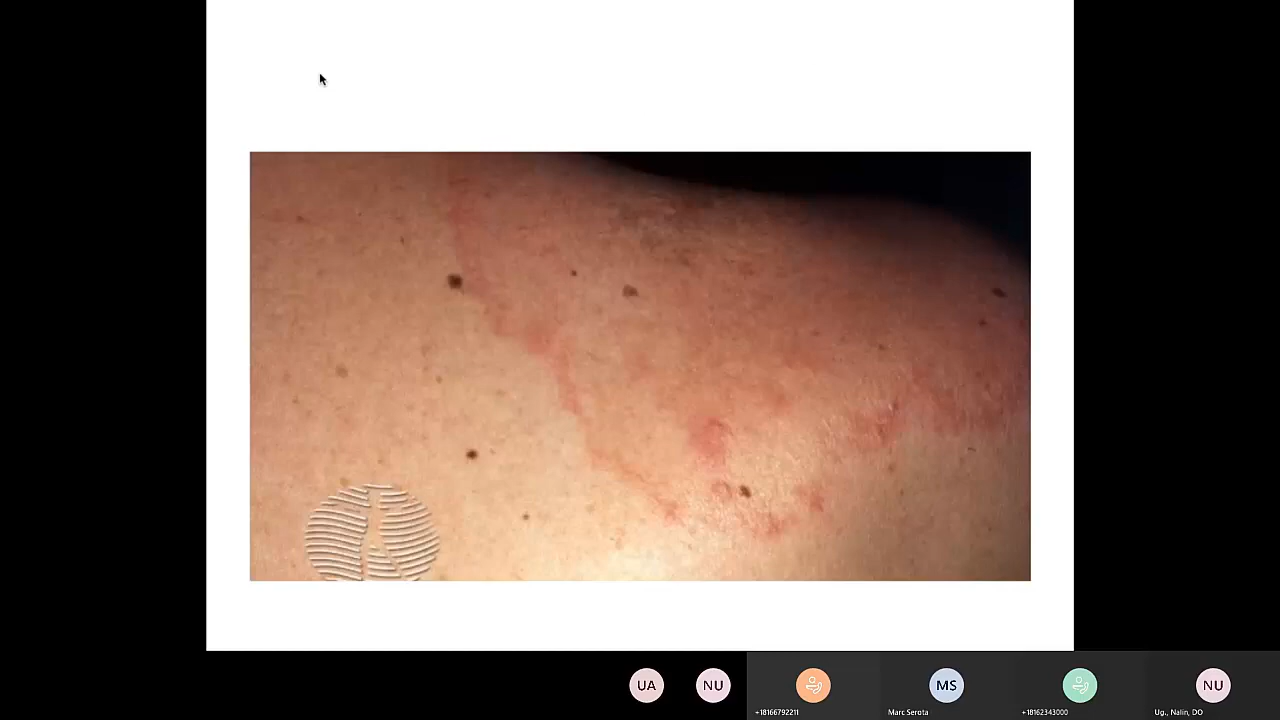 UA
NU
MS
NU
+18166792211
Marc Serota
+18162343000
Ug., Nalin, DO